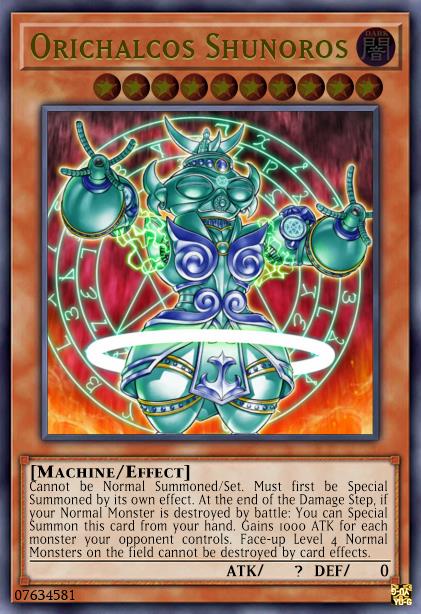 Orichalcos Shunoros
DARK
闇
[Machine/Effect]
Cannot be Normal Summoned/Set. Must first be Special
Summoned by its own effect. At the end of the Damage Step, if
your Normal Monster is destroyed by battle: You can Special
Summon this card from your hand. Gains 1000 ATK for each
monster your opponent controls. Face-up Level 4 Normal
Monsters on the field cannot be destroyed by card effects.
ATK/ ? DEF/ 0
07634581